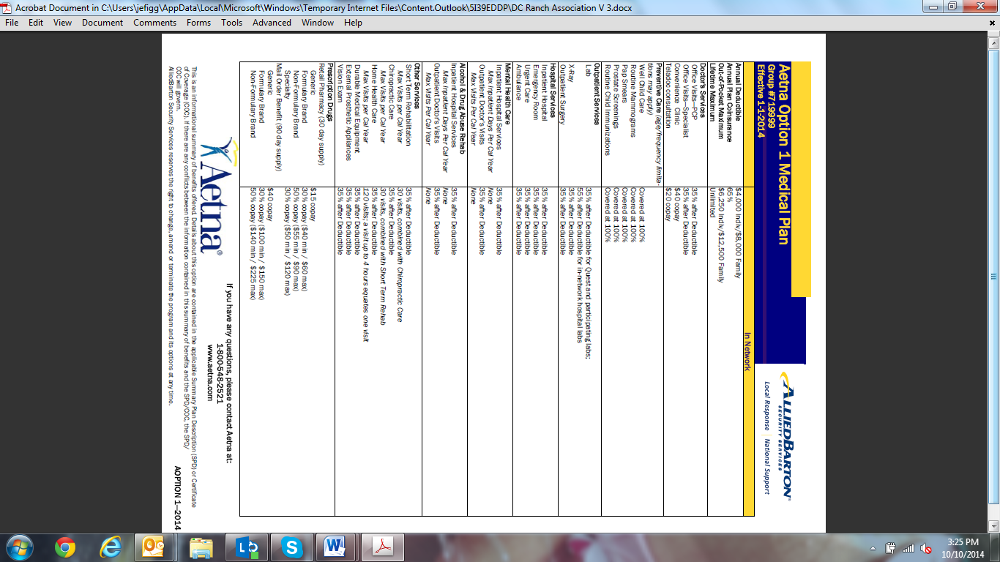 Acrobat Document in C:\Users\jefigg\AppData\Local\Microsoft\Windows\Temporary Internet Files\Content.Outlook\5I39EDDP\DC Ranch Association V 3.docx
File Edit View Document Comments Forms Tools Advanced Window Help
Aetna Option 1 Medical Plan
Group #719999
Effective 1-1-2014
ALLIEDBARTON®
SECURITY SERVICES
Local Response | National Support
In Network
Annual Deductible $4,000 Indiv/$8,000 Family
Annual Plan Coinsurance 65%
Out-of-Pocket Maximum $6,250 Indiv/$12,500 Family
Lifetime Maximum Unlimited
Doctor's Services
Office Visits—PCP 35% after Deductible
Office Visits—Specialist 35% after Deductible
Convenience Clinic $40 copay
Teladoc consultation $20 copay
Preventive Care (age/frequency limita-
tions may apply)
Well Child Care Covered at 100%
Routine Mammograms Covered at 100%
Pap Smears Covered at 100%
Prostate Screenings Covered at 100%
Routine Child Immunizations Covered at 100%
Outpatient Services
Lab 35% after Deductible for Quest and participating labs;
55% after Deductible for in-network hospital labs
X-Ray 35% after Deductible
Outpatient Surgery 35% after Deductible
Hospital Services
Inpatient Hospital 35% after Deductible
Emergency Room 35% after Deductible
Urgent Care 35% after Deductible
Ambulance 35% after Deductible
Mental Health Care
Inpatient Hospital Services 35% after Deductible
Max Inpatient Days Per Cal Year None
Outpatient Doctor's Visits 35% after Deductible
Max Visits Per Cal Year None
Alcohol & Drug Abuse Rehab
Inpatient Hospital Services 35% after Deductible
Max Inpatient Days Per Cal Year None
Outpatient Doctor's Visits 35% after Deductible
Max Visits Per Cal Year None
Other Services
Short Term Rehabilitation 35% after Deductible
Max Visits per Cal Year 30 visits, combined with Chiropractic Care
Chiropractic Care 35% after Deductible
Max Visits per Cal Year 30 visits, combined with Short Term Rehab
Home Health Care 35% after Deductible
Max Visits per Cal Year 120 visits; a visit up to 4 hours equates one visit
Durable Medical Equipment 35% after Deductible
External Prosthetic Appliances 35% after Deductible
Vision Exam 35% after Deductible
Prescription Drugs
Retail Pharmacy (30 day supply)
Generic $15 copay
Formulary Brand 30% copay ($40 min / $60 max)
Non-Formulary Brand 50% copay ($55 min / $90 max)
Specialty 30% copay ($50 min / $120 max)
Mail Order Benefit (90 day supply)
Generic $40 copay
Formulary Brand 30% copay ($100 min / $150 max)
Non-Formulary Brand 50% copay ($140 min / $225 max)
Aetna®
If you have any questions, please contact Aetna at:
1-800-548-2521
www.aetna.com
This is an informational summary of benefits offered. Details about this option are contained in the applicable Summary Plan Description (SPD) or Certificate
of Coverage (COC). If there are any conflicts between the information contained in this summary of benefits and the SPD/COC, the SPD/
COC will govern.
AlliedBarton Security Services reserves the right to change, amend or terminate the program and its options at any time.
AOPTION 1—2014
3:25 PM
10/10/2014